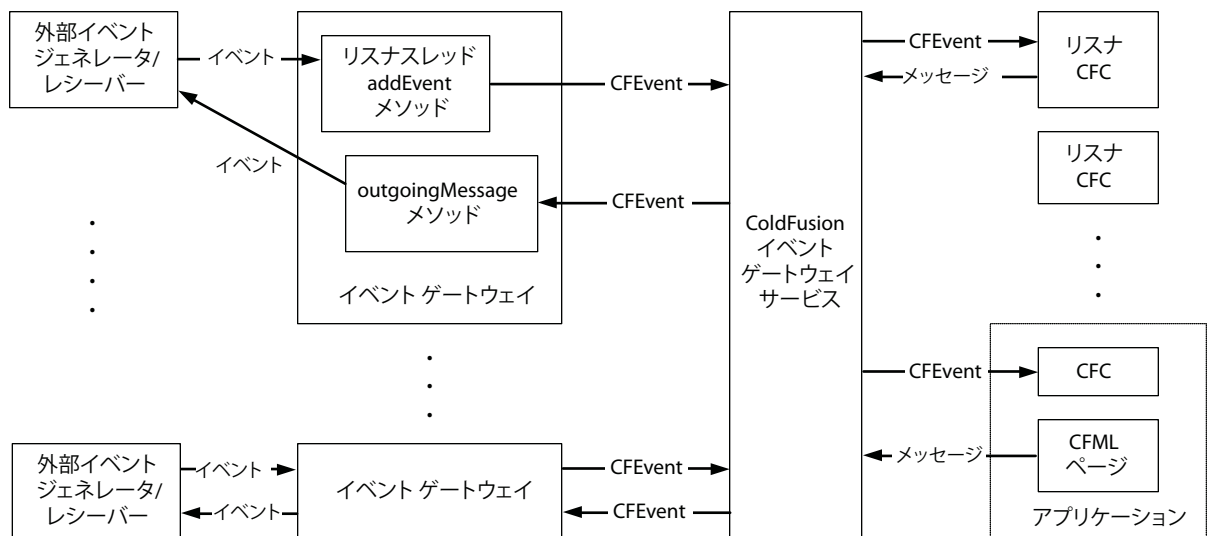 外部イベント
ジェネレータ/
レシーバー
イベント
リスナスレッド
addEvent
メソッド
CFEvent
イベント
outgoingMessage
メソッド
CFEvent
イベント ゲートウェイ
ColdFusion
イベント
ゲートウェイ
サービス
CFEvent
メッセージ
リスナ
CFC
リスナ
CFC
CFEvent
CFC
メッセージ
CFML
ページ
アプリケーション
外部イベント
ジェネレータ/
レシーバー
イベント
イベント
イベント ゲートウェイ
CFEvent
CFEvent